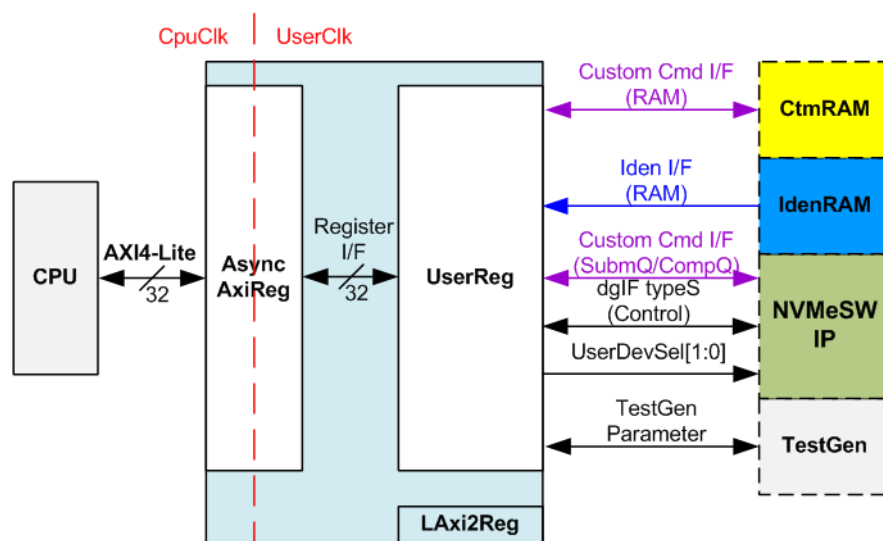 CpuClk
UserClk
Custom Cmd I/F
(RAM)
CtmRAM
Iden I/F
(RAM)
IdenRAM
CPU
AXI4-Lite
32
Async
AxiReg
Register
I/F
32
UserReg
Custom Cmd I/F
(SubmQ/CompQ)
dgIF typeS
(Control)
UserDevSel[1:0]
NVMeSW
IP
TestGen
Parameter
TestGen
LAxi2Reg